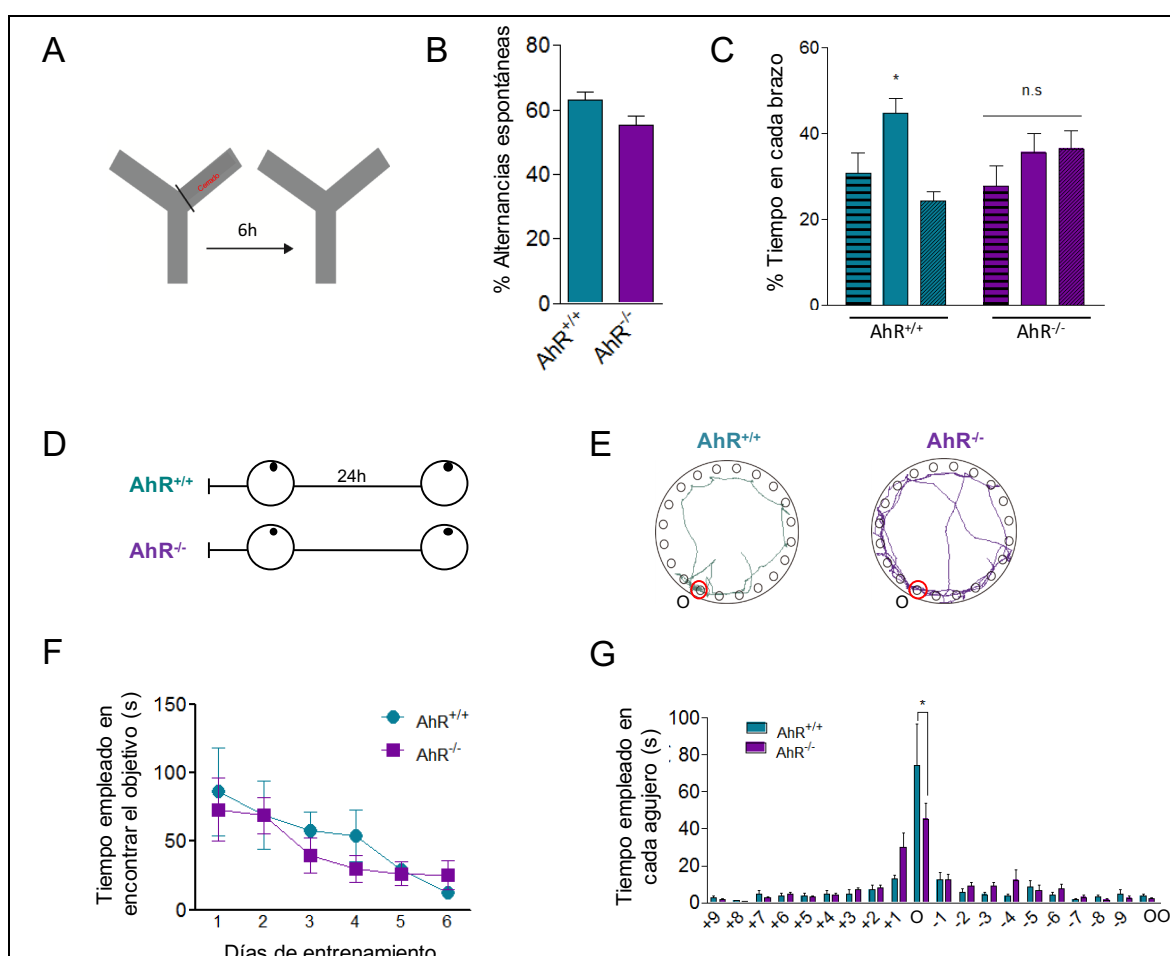 A
Cerrado
6h
B
% Alternancias espontáneas
80
60
40
20
0
AhR+/+
AhR-/-
C
% Tiempo en cada brazo
60
40
20
0
*
n.s
AhR+/+
AhR-/-
D
AhR+/+
24h
AhR-/-
E
AhR+/+
AhR-/-
O
O
F
Tiempo empleado en
encontrar el objetivo (s)
150
100
50
0
AhR+/+
AhR-/-
1 2 3 4 5 6
Días de entrenamiento
G
Tiempo empleado en
cada agujero (s)
100
80
60
40
20
0
AhR+/+
AhR-/-
*
+9 +8 +7 +6 +5 +4 +3 +2 +1 O -1 -2 -3 -4 -5 -6 -7 -8 -9 OO